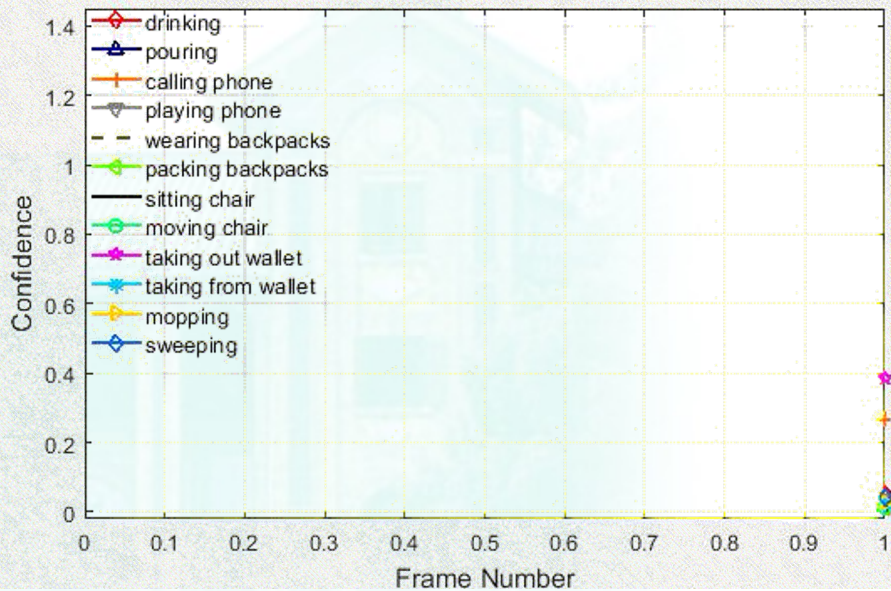 1.4
1.2
1
0.8
0.6
0.4
0.2
0
drinking
pouring
calling phone
playing phone
wearing backpacks
packing backpacks
sitting chair
moving chair
taking out wallet
taking from wallet
mopping
sweeping
Confidence
0 0.1 0.2 0.3 0.4 0.5 0.6 0.7 0.8 0.9 1
Frame Number